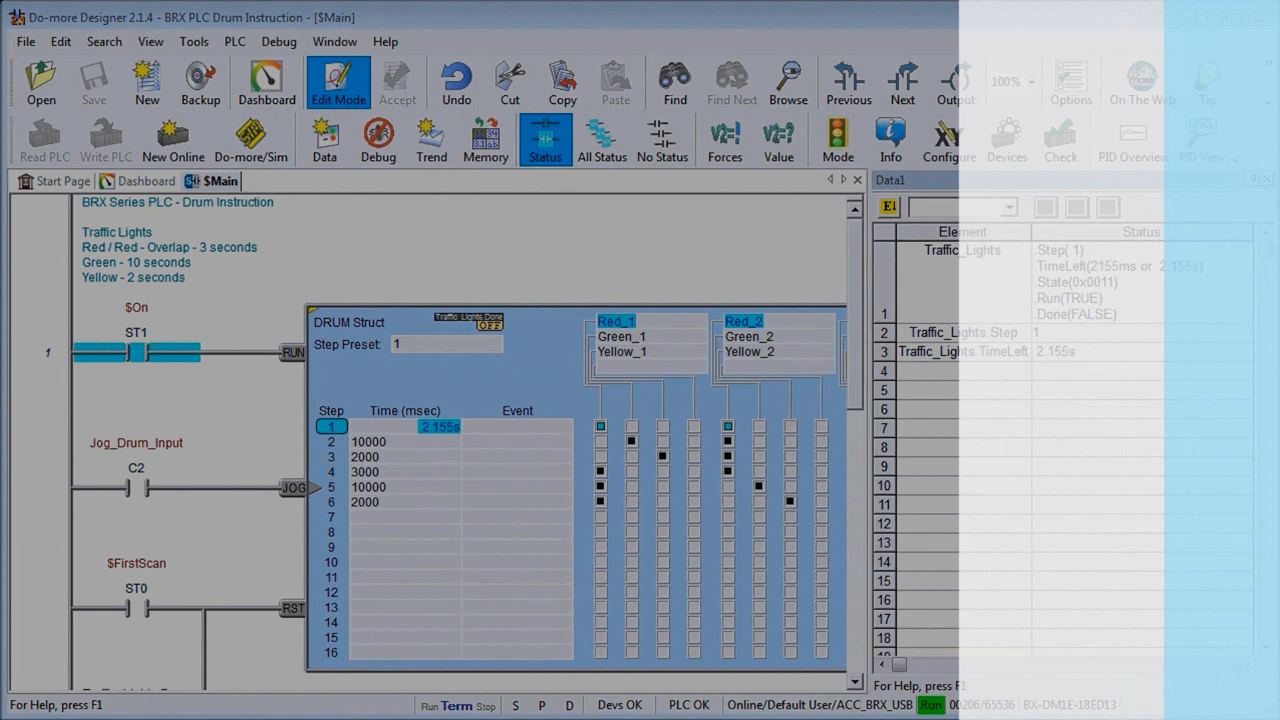 Do-more Designer 2.1.4 - BRX PLC Drum Instruction - [$Main]
File Edit Search View Tools PLC Debug Window Help
Open Save New Backup Dashboard Edit Mode Accept Undo Cut Copy Paste Find Find Next Browse Previous Next Output 100% Options On The Web Tip
Read PLC Write PLC New Online Do-more/Sim Data Debug Trend Memory Status All Status No Status Forces Value Mode Info Configure Devices Check PID Overview PID View
Start Page Dashboard $Main
Data1
BRX Series PLC - Drum Instruction
Traffic Lights
Red / Red - Overlap - 3 seconds
Green - 10 seconds
Yellow - 2 seconds
$On
ST1
1
RUN
Jog_Drum_Input
C2
JOG
$FirstScan
ST0
RST
DRUM Struct
Traffic_Lights.Done
OFF
Step Preset: 1
Red_1
Green_1
Yellow_1
Red_2
Green_2
Yellow_2
Step Time (msec) Event
1 2.155s
2 10000
3 2000
4 3000
5 10000
6 2000
7
8
9
10
11
12
13
14
15
16
Element Status
1 Traffic_Lights .Step( 1)
.TimeLeft(2155ms or 2.155s)
.State(0x0011)
.Run(TRUE)
.Done(FALSE)
2 Traffic_Lights.Step 1
3 Traffic_Lights.TimeLeft 2.155s
4
5
6
7
8
9
10
11
12
13
14
15
16
17
18
For Help, press F1
For Help, press F1 Run Term Stop S P D Devs OK PLC OK Online/Default User/ACC_BRX_USB Run 00206/65536 BX-DM1E-18ED13